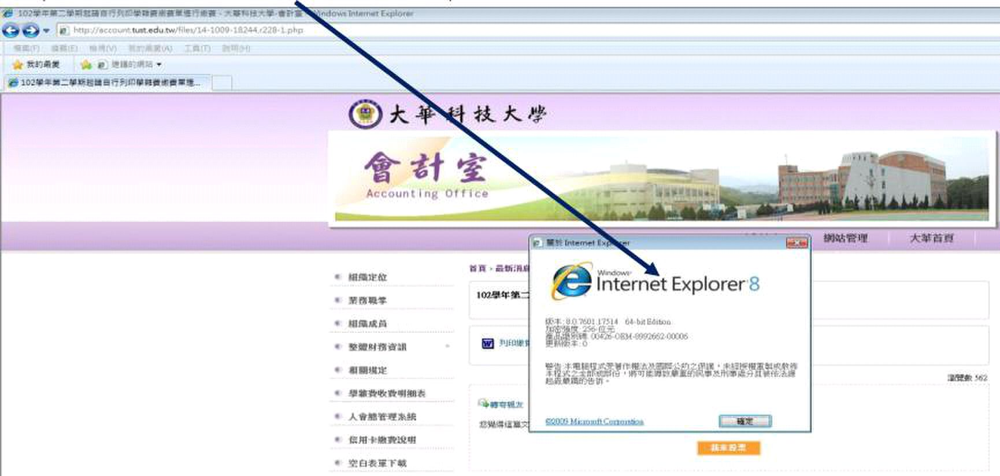 102學年第二學期起請自行列印學雜費繳費單進行繳費 - 大華科技大學-會計室 - Windows Internet Explorer
http://account.tust.edu.tw/files/14-1009-18244,r228-1.php
檔案(F) 編輯(E) 檢視(V) 我的最愛(A) 工具(T) 說明(H)
我的最愛 建議的網站
102學年第二學期起請自行列印學雜費繳費單進...
大華科技大學
會計室
Accounting Office
網站管理 大華首頁
關於 Internet Explorer
首頁 > 最新消息
Windows
Internet Explorer 8
組織定位
業務職掌
組織成員
整體財務資訊
相關規定
學雜費收費明細表
人會總管理系統
信用卡繳費說明
空白表單下載
102學年第二
列印繳費
版本: 8.0.7601.17514 64-bit Edition
加密強度: 256-位元
產品識別碼: 00426-OEM-8992662-00006
更新版本: 0
警告:本電腦程式受著作權法及國際公約之保護，未經授權重製或散佈
本程式之全部或部份，將可能導致嚴重的民事及刑事處分且被依法提
起最嚴厲的告訴。
瀏覽數 562
轉寄親友
您覺得這篇文
©2009 Microsoft Corporation
確定